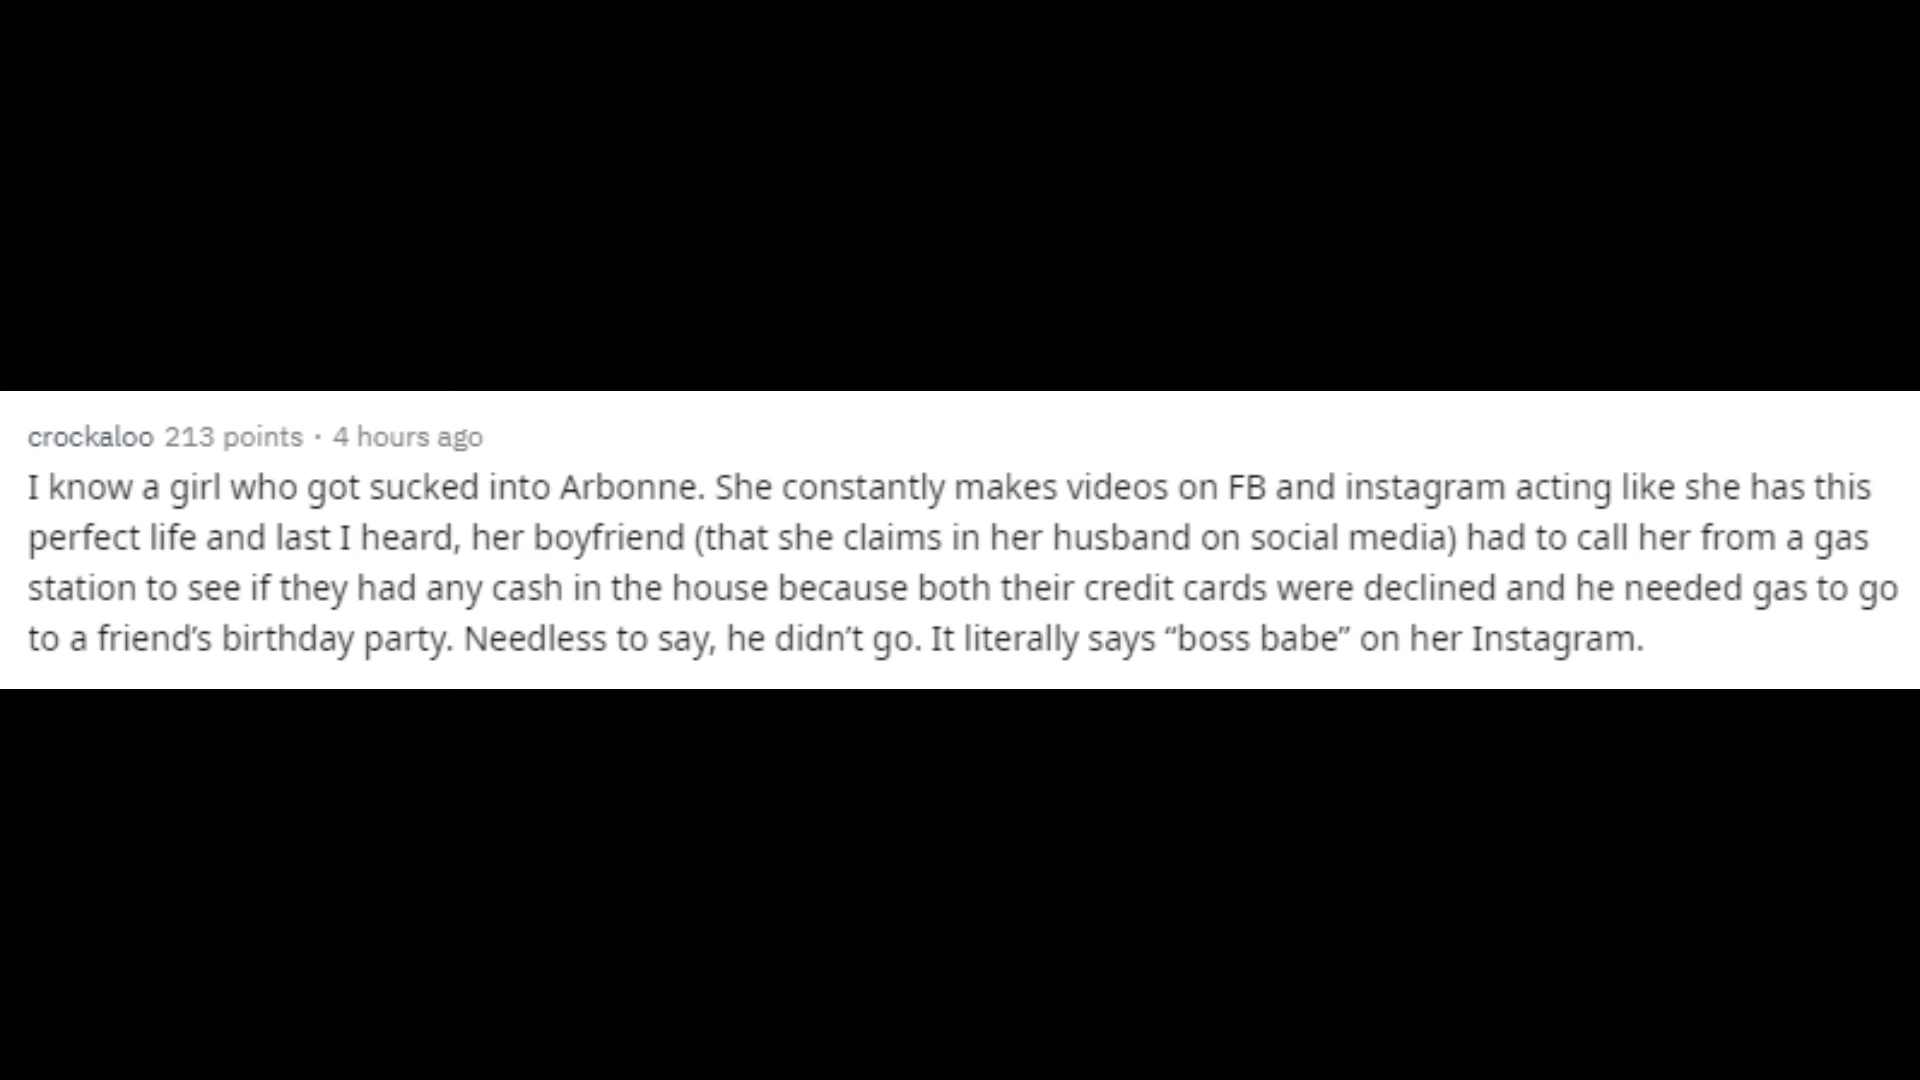 crockaloo 213 points · 4 hours ago
I know a girl who got sucked into Arbonne. She constantly makes videos on FB and instagram acting like she has this
perfect life and last I heard, her boyfriend (that she claims in her husband on social media) had to call her from a gas
station to see if they had any cash in the house because both their credit cards were declined and he needed gas to go
to a friend’s birthday party. Needless to say, he didn’t go. It literally says “boss babe” on her Instagram.